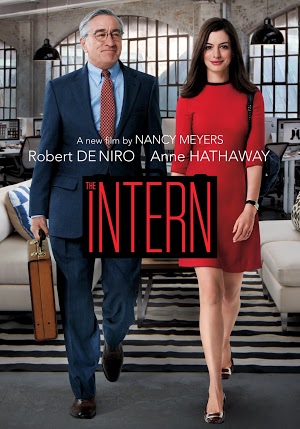 A new film by NANCY MEYERS
Robert DE NIRO Anne HATHAWAY
THE INTERN